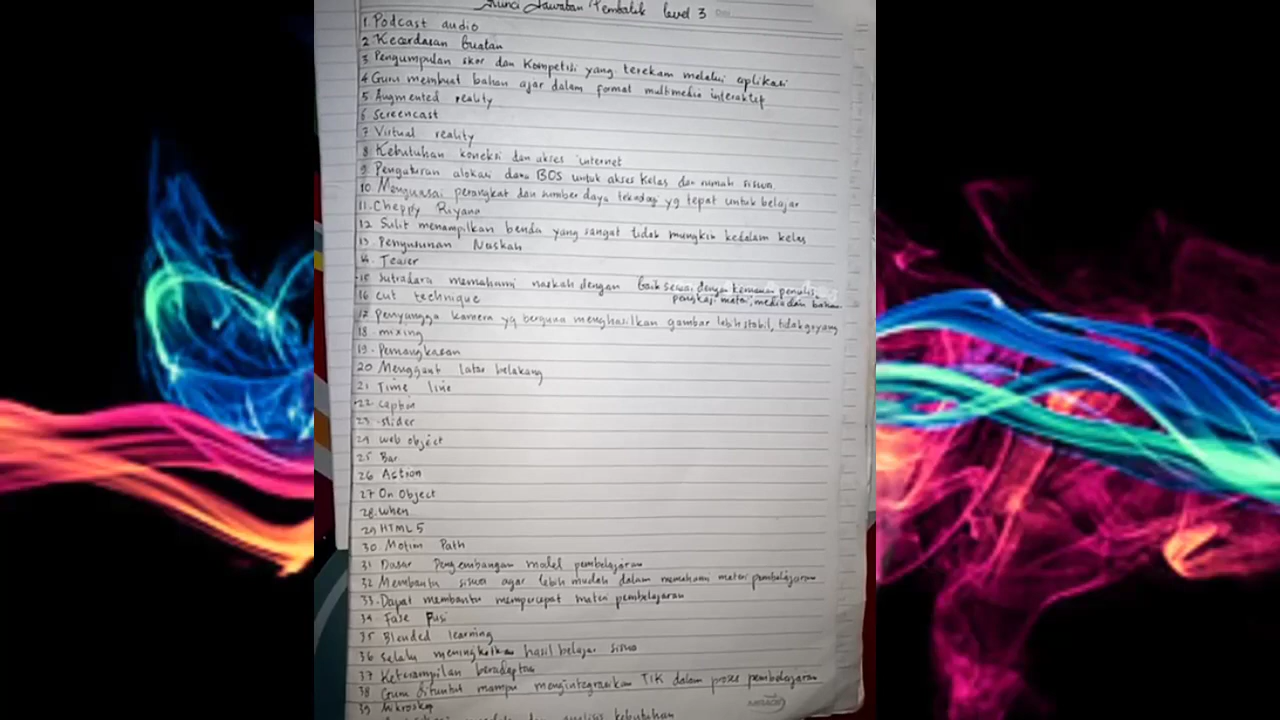 Kunci Jawaban Pembatik level 3
1. Podcast audio
2 Kecerdasan buatan
3 Pengumpulan skor dan Kompetisi yang terekam melalui aplikasi
4 Guru membuat bahan ajar dalam format multimedia interaktif
5. Augmented reality
6 Screencast
7 Virtual reality
8 Kebutuhan koneksi dan akses internet
9. Pengaturan alokasi dana BOS untuk akses Kelas dan rumah siswa
10 Menguasai perangkat dan sumber daya teknologi yg tepat untuk belajar
11. Cheppy Riyana
12 Sulit menampilkan benda yang sangat tidak mungkin kedalam kelas
13 Penyusunan Naskah
14. Teaser
15 Sutradara memahami naskah dengan baik sesuai dengan kemauan penulis,
pengkaji materi, media dan bahasa
16 cut technique
17 Penyangga kamera yg berguna menghasilkan gambar lebih stabil, tidak goyang
18. mixing
19. Pemangkasan
20 Mengganti latar belakang
21 Time line
22 caption
23 slider
24 web object
25 Bar
26 Action
27 On Object
28. when
29 HTML 5
30. Motion Path
31 Dasar Pengembangan model pembelajaran
32 Membantu siswa agar lebih mudah dalam memahami materi pembelajaran
33. Dapat membantu mempercepat materi pembelajaran
34 Fase Fusi
35 Blended learning
36 Selalu meningkatkan hasil belajar siswa
37 Keterampilan beradaptasi
38 Guru dituntut mampu mengintegrasikan TIK dalam proses pembelajaran
39 Mikroskop
dan analisis kebutuhan